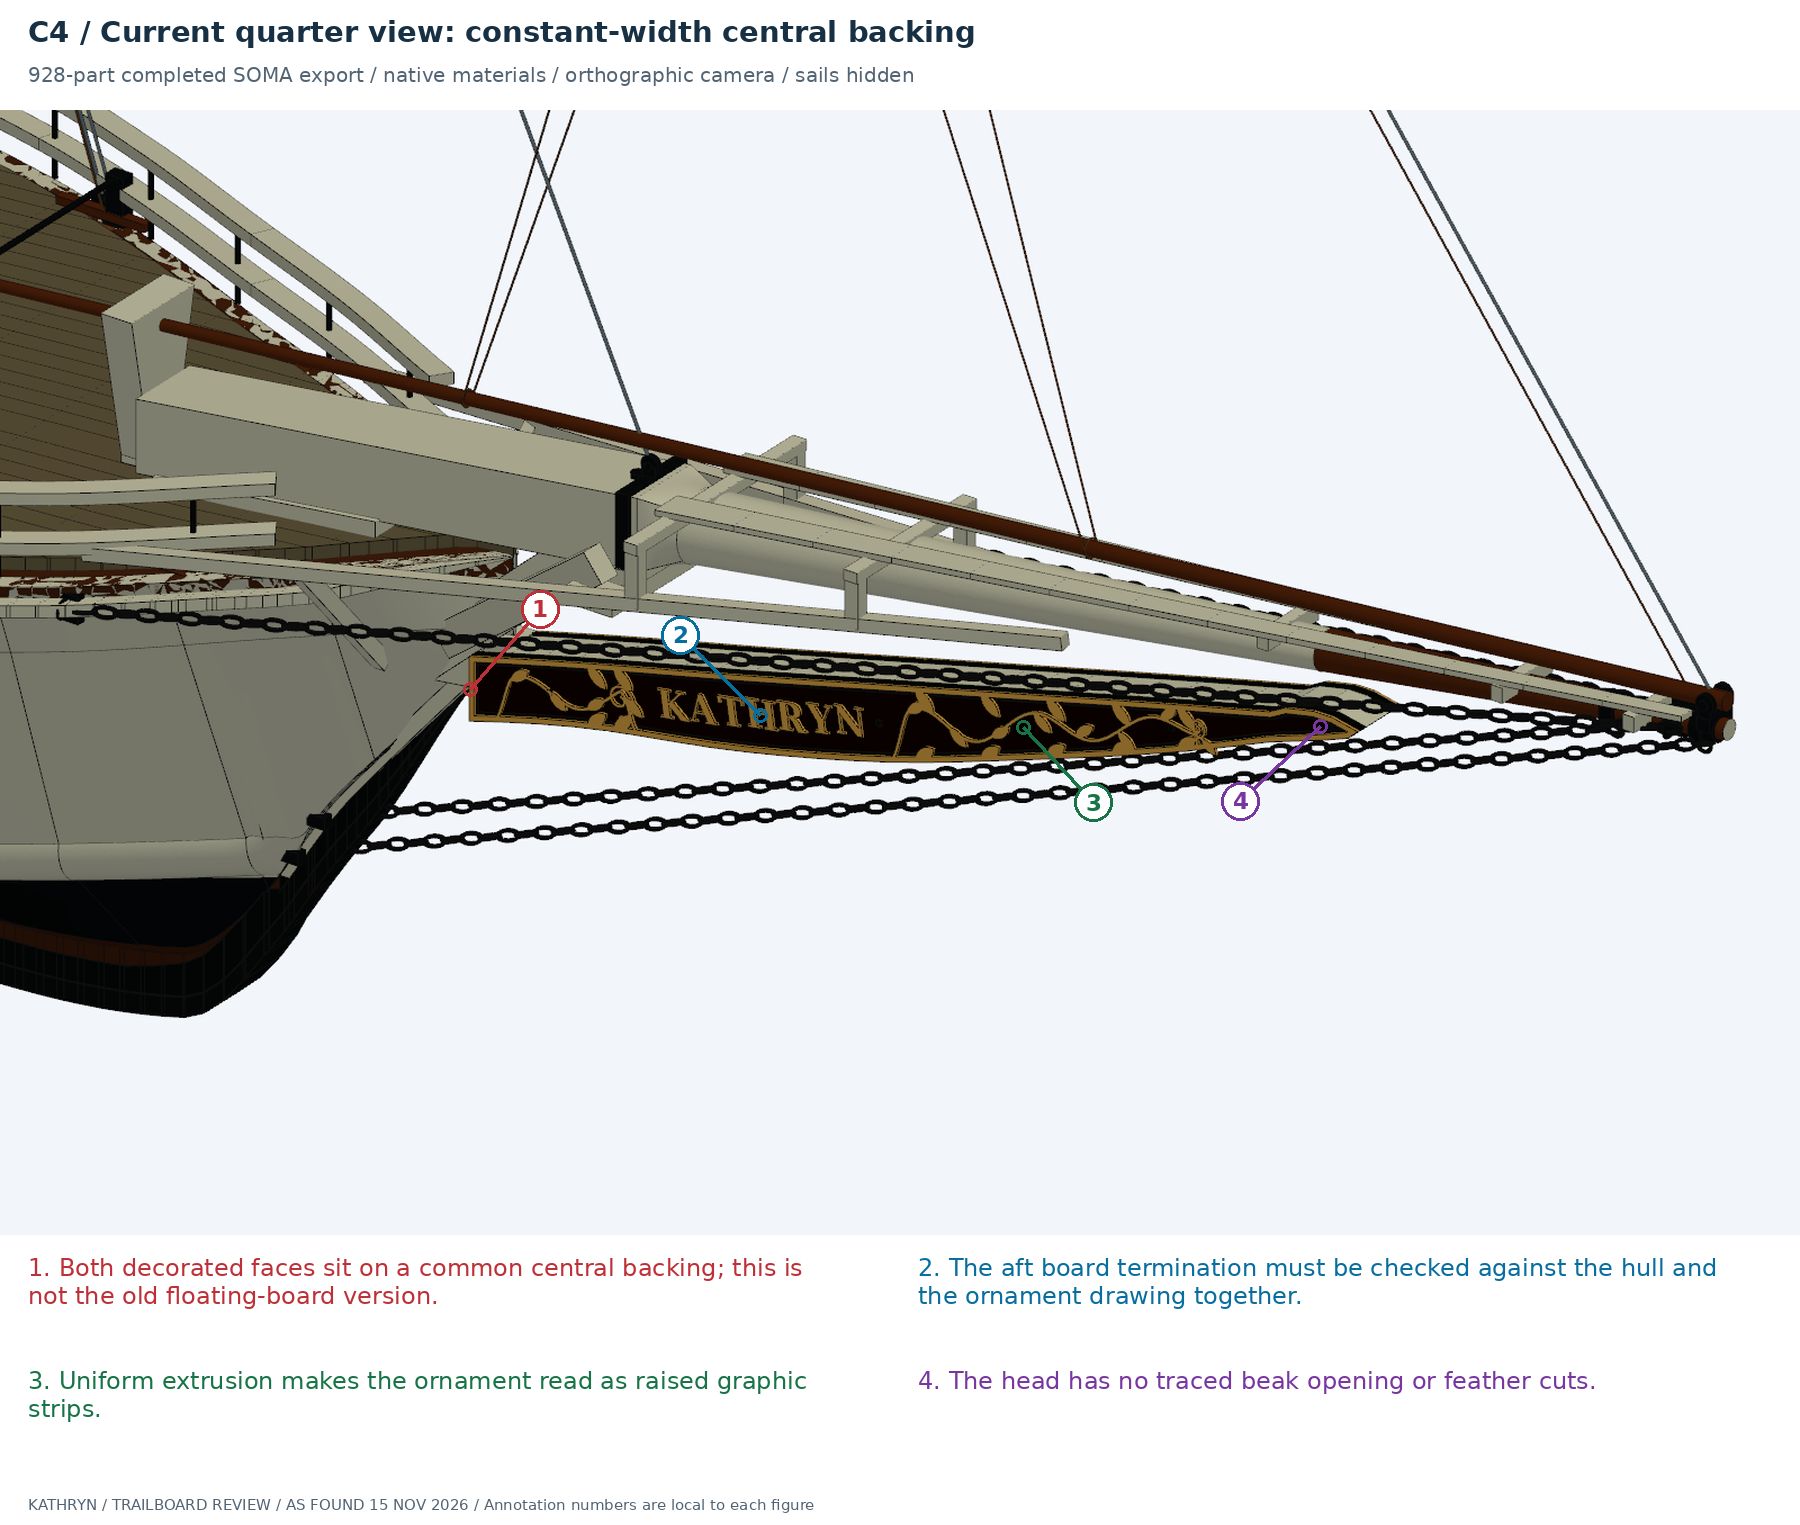 C4 / Current quarter view: constant-width central backing
928-part completed SOMA export / native materials / orthographic camera / sails hidden
1
2
KATHRYN
3
4
1. Both decorated faces sit on a common central backing; this is
not the old floating-board version.
2. The aft board termination must be checked against the hull and
the ornament drawing together.
3. Uniform extrusion makes the ornament read as raised graphic
strips.
4. The head has no traced beak opening or feather cuts.
KATHRYN / TRAILBOARD REVIEW / AS FOUND 15 NOV 2026 / Annotation numbers are local to each figure